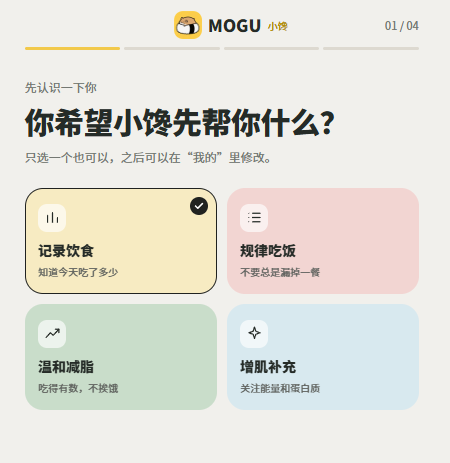 MOGU 小馋
01 / 04
先认识一下你
你希望小馋先帮你什么?
只选一个也可以，之后可以在“我的”里修改。
记录饮食
知道今天吃了多少
规律吃饭
不要总是漏掉一餐
温和减脂
吃得有数，不挨饿
增肌补充
关注能量和蛋白质